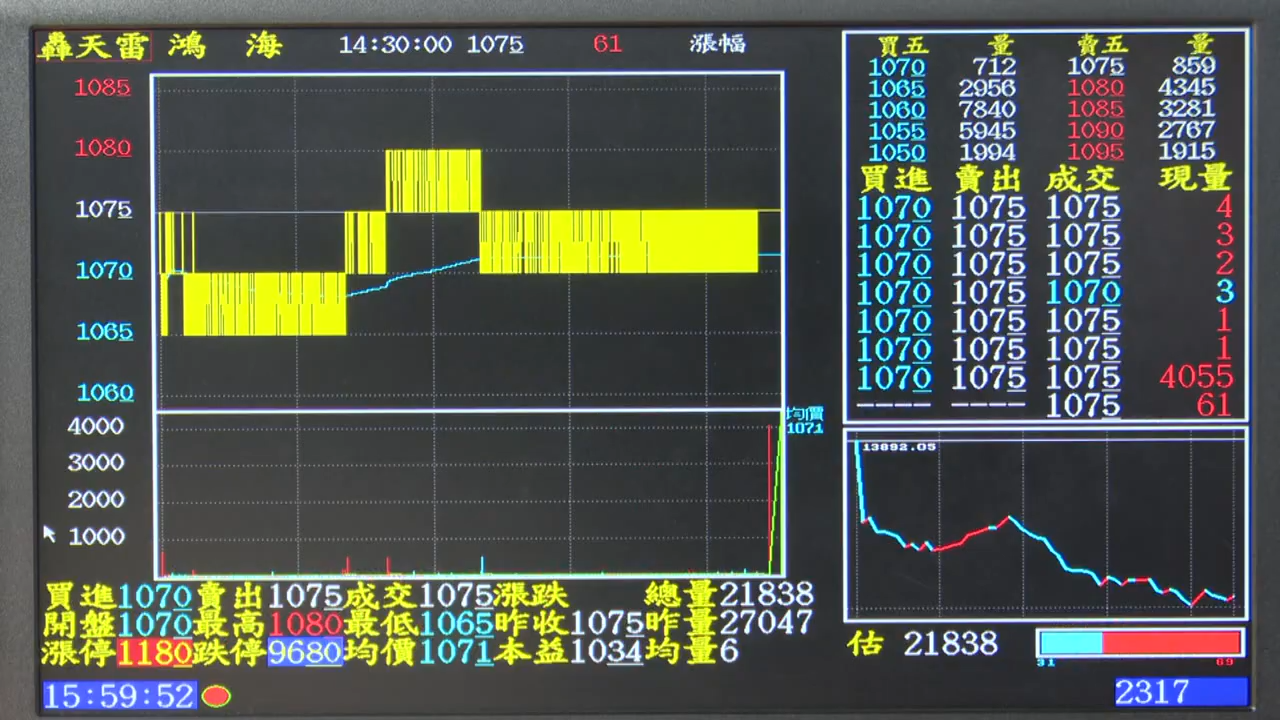 轟天雷 鴻 海 14:30:00 1075 61 漲幅
1085
1080
1075
1070
1065
1060
4000
3000
2000
1000
均價
1071
買五 量 賣五 量
1070 712 1075 859
1065 2956 1080 4345
1060 7840 1085 3281
1055 5945 1090 2767
1050 1994 1095 1915
買進 賣出 成交 現量
1070 1075 1075 4
1070 1075 1075 3
1070 1075 1075 2
1070 1075 1070 3
1070 1075 1075 1
1070 1075 1075 1
1070 1075 1075 4055
---- ---- 1075 61
13892.05
買進1070賣出1075成交1075漲跌 總量21838
開盤1070最高1080最低1065昨收1075昨量27047
漲停1180跌停9680均價1071本益1034均量6
估 21838
31 69
15:59:52
2317